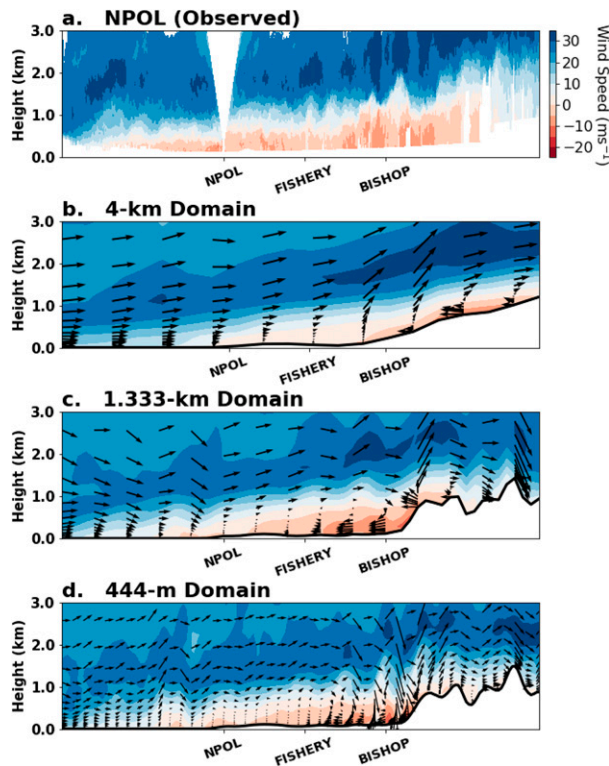 a. NPOL (Observed)
3.0
2.0
1.0
0.0
Height (km)
NPOL
FISHERY
BISHOP
30
20
10
0
−10
−20
Wind Speed (ms⁻¹)
b. 4-km Domain
3.0
2.0
1.0
0.0
Height (km)
NPOL
FISHERY
BISHOP
c. 1.333-km Domain
3.0
2.0
1.0
0.0
Height (km)
NPOL
FISHERY
BISHOP
d. 444-m Domain
3.0
2.0
1.0
0.0
Height (km)
NPOL
FISHERY
BISHOP